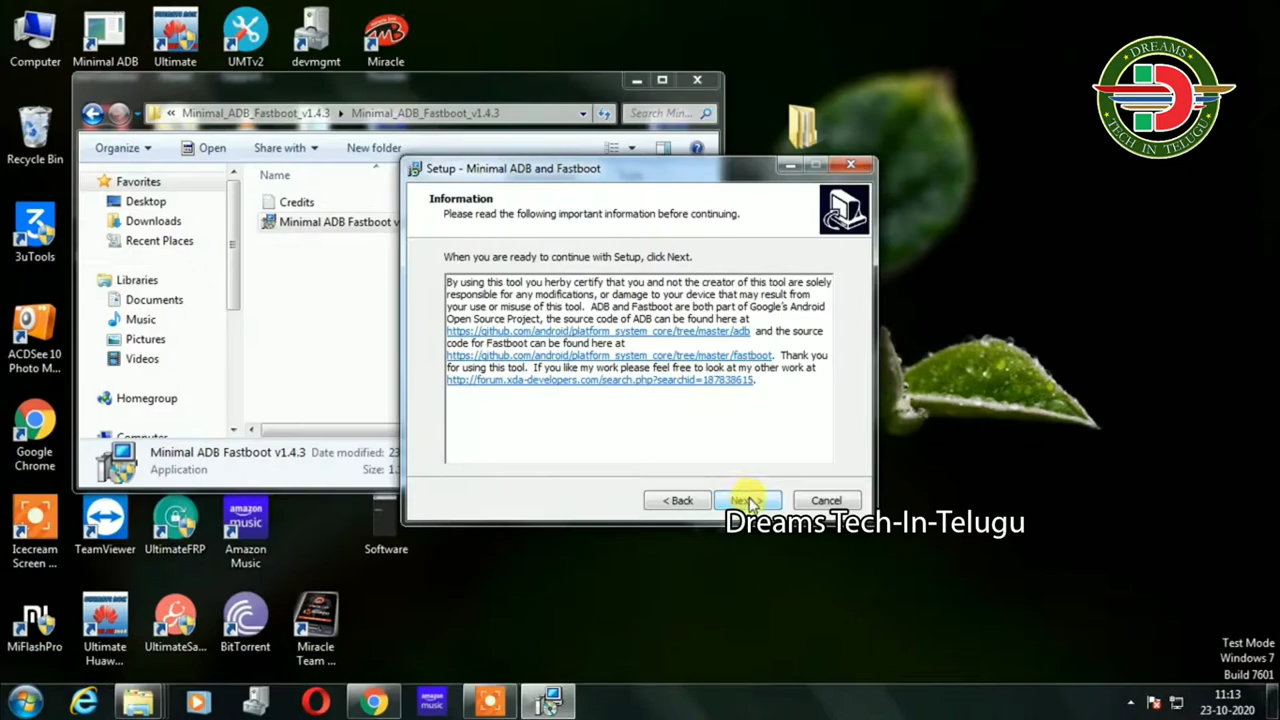 Computer
Minimal ADB
Ultimate
UMTv2
devmgmt
Miracle
DREAMS
TECH IN TELUGU
Recycle Bin
3uTools
ACDSee 10
Photo M...
Google
Chrome
« Minimal_ADB_Fastboot_v1.4.3 ▸ Minimal_ADB_Fastboot_v1.4.3
Search Min...
Organize
Open
Share with
New folder
Favorites
Desktop
Downloads
Recent Places
Libraries
Documents
Music
Pictures
Videos
Homegroup
Name
Credits
Minimal ADB Fastboot v
Minimal ADB Fastboot v1.4.3 Date modified: 23
Application
Setup - Minimal ADB and Fastboot
Information
Please read the following important information before continuing.
When you are ready to continue with Setup, click Next.
By using this tool you herby certify that you and not the creator of this tool are solely
responsible for any modifications, or damage to your device that may result from
your use or misuse of this tool. ADB and Fastboot are both part of Google's Android
Open Source Project, the source code of ADB can be found here at
https://github.com/android/platform_system_core/tree/master/adb and the source
code for Fastboot can be found here at
https://github.com/android/platform_system_core/tree/master/fastboot. Thank you
for using this tool. If you like my work please feel free to look at my other work at
http://forum.xda-developers.com/search.php?searchid=187838615.
< Back
Next >
Cancel
Dreams Tech-In-Telugu
Icecream
Screen ...
TeamViewer
UltimateFRP
Amazon
Music
Software
MiFlashPro
Ultimate
Huaw...
UltimateSa...
BitTorrent
Miracle
Team ...
Test Mode
Windows 7
Build 7601
amazon
music
11:13
23-10-2020